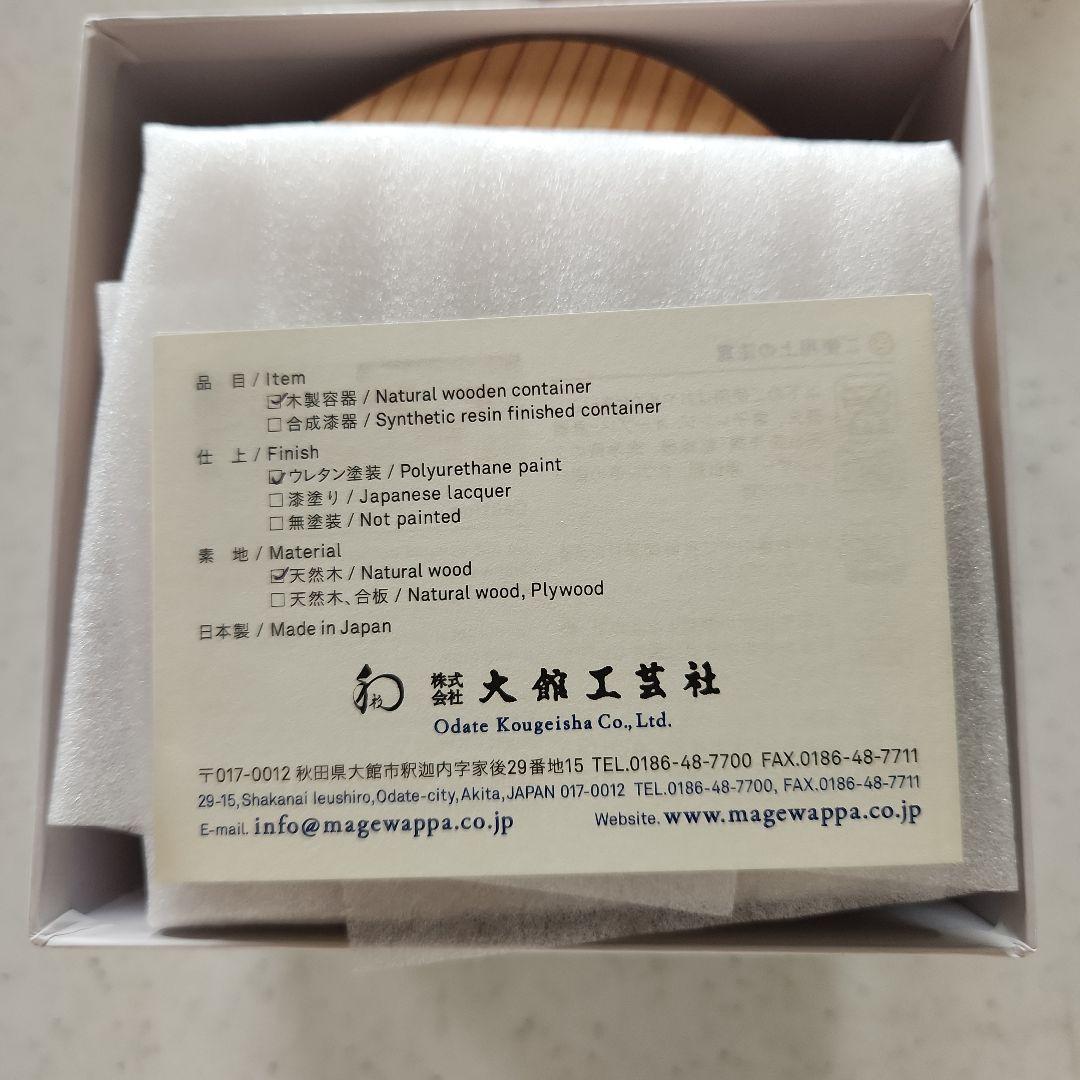 品 目 / Item
☑木製容器 / Natural wooden container
□合成漆器 / Synthetic resin finished container
仕 上 / Finish
☑ウレタン塗装 / Polyurethane paint
□漆塗り / Japanese lacquer
□無塗装 / Not painted
素 地 / Material
☑天然木 / Natural wood
□天然木、合板 / Natural wood, Plywood
日本製 / Made in Japan
株式会社 大館工芸社
Odate Kougeisha Co., Ltd.
〒017-0012 秋田県大館市釈迦内字家後29番地15 TEL.0186-48-7700 FAX.0186-48-7711
29-15,Shakanai Ieushiro,Odate-city,Akita,JAPAN 017-0012 TEL.0186-48-7700, FAX.0186-48-7711
E-mail. info@magewappa.co.jp Website. www.magewappa.co.jp